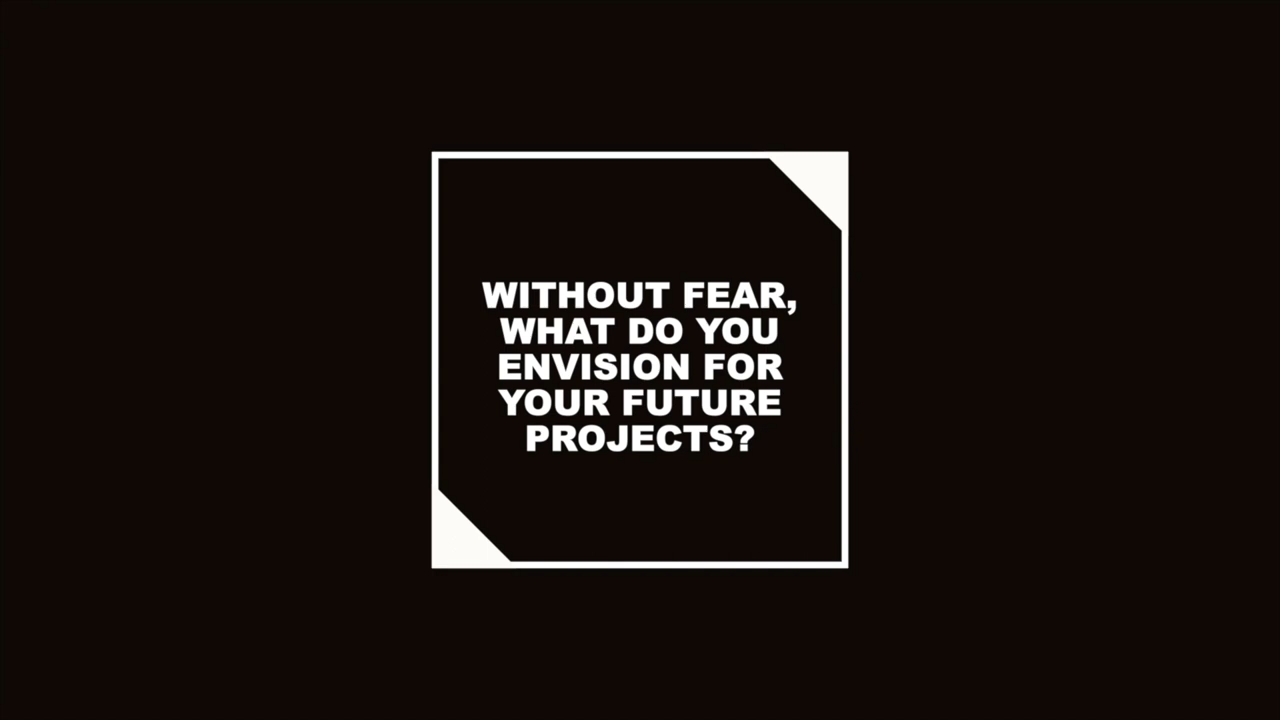 WITHOUT FEAR,
WHAT DO YOU
ENVISION FOR
YOUR FUTURE
PROJECTS?